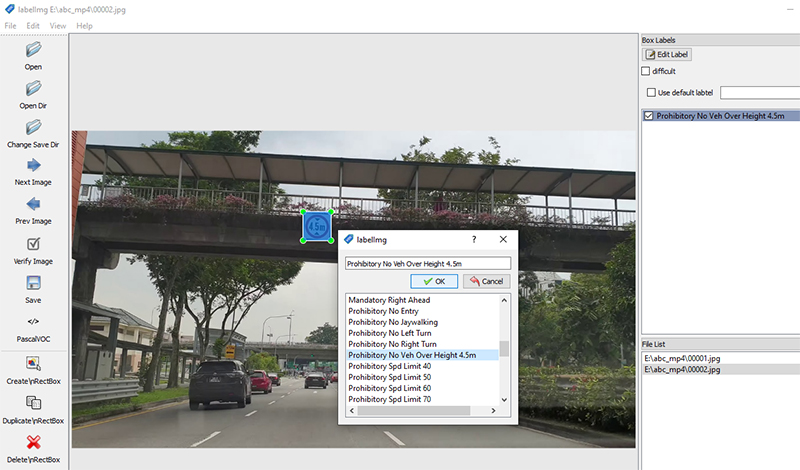 labelImg E:\abc_mp4\00002.jpg
File Edit View Help
Open
Open Dir
Change Save Dir
Next Image
Prev Image
Verify Image
Save
</>
PascalVOC
Create\nRectBox
Duplicate\nRectBox
Delete\nRectBox
4.5m
labelImg
?
Prohibitory No Veh Over Height 4.5m
OK
Cancel
Mandatory Right Ahead
Prohibitory No Entry
Prohibitory No Jaywalking
Prohibitory No Left Turn
Prohibitory No Right Turn
Prohibitory No Veh Over Height 4.5m
Prohibitory Spd Limit 40
Prohibitory Spd Limit 50
Prohibitory Spd Limit 60
Prohibitory Spd Limit 70
Box Labels
Edit Label
difficult
Use default labtel
Prohibitory No Veh Over Height 4.5m
File List
E:\abc_mp4\00001.jpg
E:\abc_mp4\00002.jpg